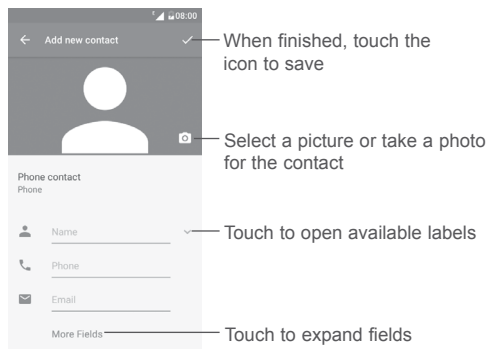 08:00
Add new contact
When finished, touch the
icon to save
Select a picture or take a photo
for the contact
Phone contact
Phone
Name
Touch to open available labels
Phone
Email
More Fields
Touch to expand fields